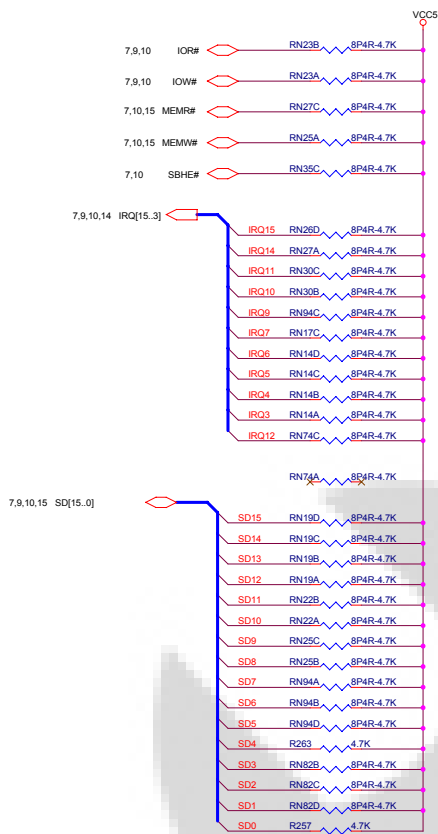 VCC5
7,9,10 IOR# RN23B 8P4R-4.7K
7,9,10 IOW# RN23A 8P4R-4.7K
7,10,15 MEMR# RN27C 8P4R-4.7K
7,10,15 MEMW# RN25A 8P4R-4.7K
7,10 SBHE# RN35C 8P4R-4.7K
7,9,10,14 IRQ[15..3]
IRQ15 RN26D 8P4R-4.7K
IRQ14 RN27A 8P4R-4.7K
IRQ11 RN30C 8P4R-4.7K
IRQ10 RN30B 8P4R-4.7K
IRQ9 RN94C 8P4R-4.7K
IRQ7 RN17C 8P4R-4.7K
IRQ6 RN14D 8P4R-4.7K
IRQ5 RN14C 8P4R-4.7K
IRQ4 RN14B 8P4R-4.7K
IRQ3 RN14A 8P4R-4.7K
IRQ12 RN74C 8P4R-4.7K
RN74A 8P4R-4.7K
7,9,10,15 SD[15..0]
SD15 RN19D 8P4R-4.7K
SD14 RN19C 8P4R-4.7K
SD13 RN19B 8P4R-4.7K
SD12 RN19A 8P4R-4.7K
SD11 RN22B 8P4R-4.7K
SD10 RN22A 8P4R-4.7K
SD9 RN25C 8P4R-4.7K
SD8 RN25B 8P4R-4.7K
SD7 RN94A 8P4R-4.7K
SD6 RN94B 8P4R-4.7K
SD5 RN94D 8P4R-4.7K
SD4 R263 4.7K
SD3 RN82B 8P4R-4.7K
SD2 RN82C 8P4R-4.7K
SD1 RN82D 8P4R-4.7K
SD0 R257 4.7K